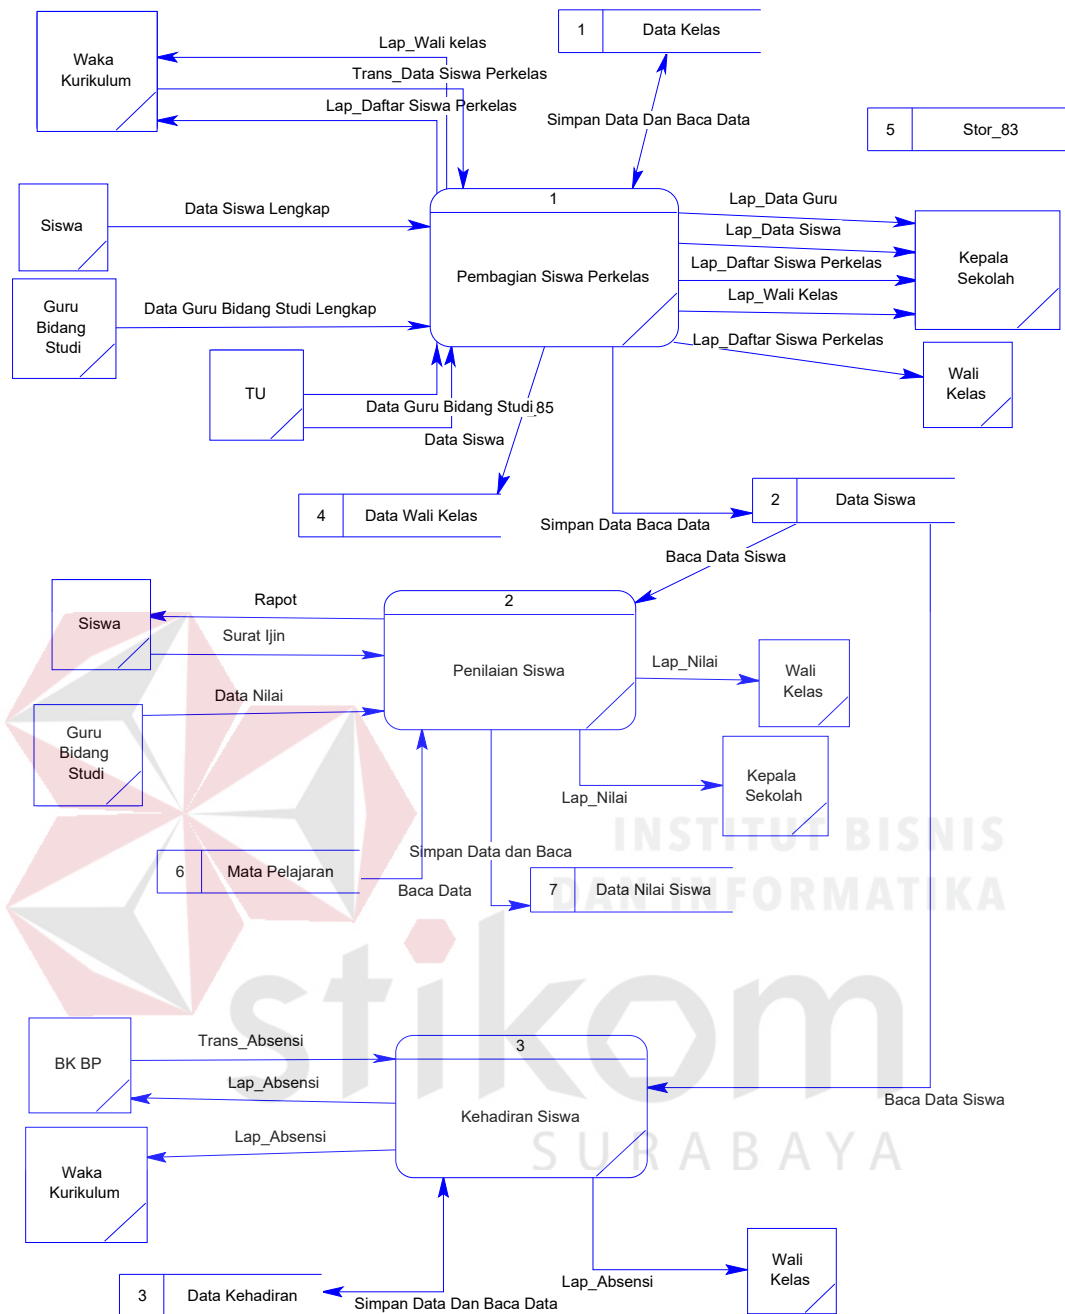 Waka
Kurikulum
Lap_Wali kelas
Trans_Data Siswa Perkelas
Lap_Daftar Siswa Perkelas
1
Data Kelas
Simpan Data Dan Baca Data
5
Stor_83
Siswa
Data Siswa Lengkap
1
Pembagian Siswa Perkelas
Lap_Data Guru
Lap_Data Siswa
Lap_Daftar Siswa Perkelas
Lap_Wali Kelas
Kepala
Sekolah
Guru
Bidang
Studi
Data Guru Bidang Studi Lengkap
Lap_Daftar Siswa Perkelas
Wali
Kelas
TU
Data Guru Bidang Studi_85
Data Siswa
4
Data Wali Kelas
Simpan Data Baca Data
2
Data Siswa
Baca Data Siswa
Siswa
Rapot
Surat Ijin
2
Penilaian Siswa
Lap_Nilai
Wali
Kelas
Data Nilai
Guru
Bidang
Studi
Lap_Nilai
Kepala
Sekolah
6
Mata Pelajaran
Baca Data
Simpan Data dan Baca
7
Data Nilai Siswa
INSTITUT BISNIS
DAN INFORMATIKA
stikom
SURABAYA
BK BP
Trans_Absensi
Lap_Absensi
3
Kehadiran Siswa
Baca Data Siswa
Lap_Absensi
Waka
Kurikulum
3
Data Kehadiran
Simpan Data Dan Baca Data
Lap_Absensi
Wali
Kelas